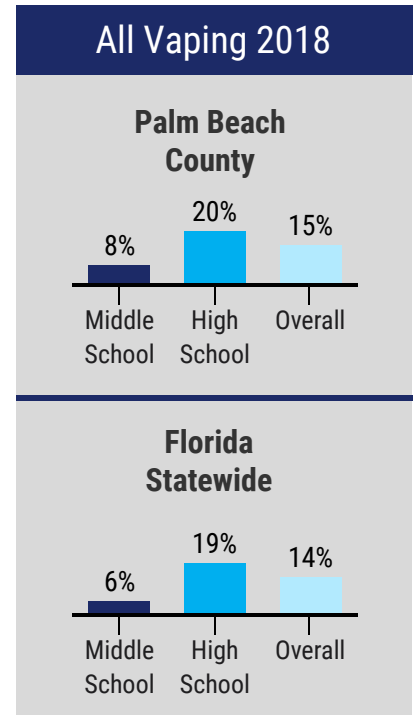 All Vaping 2018
Palm Beach
County
8%
20%
15%
Middle
School
High
School
Overall
Florida
Statewide
6%
19%
14%
Middle
School
High
School
Overall